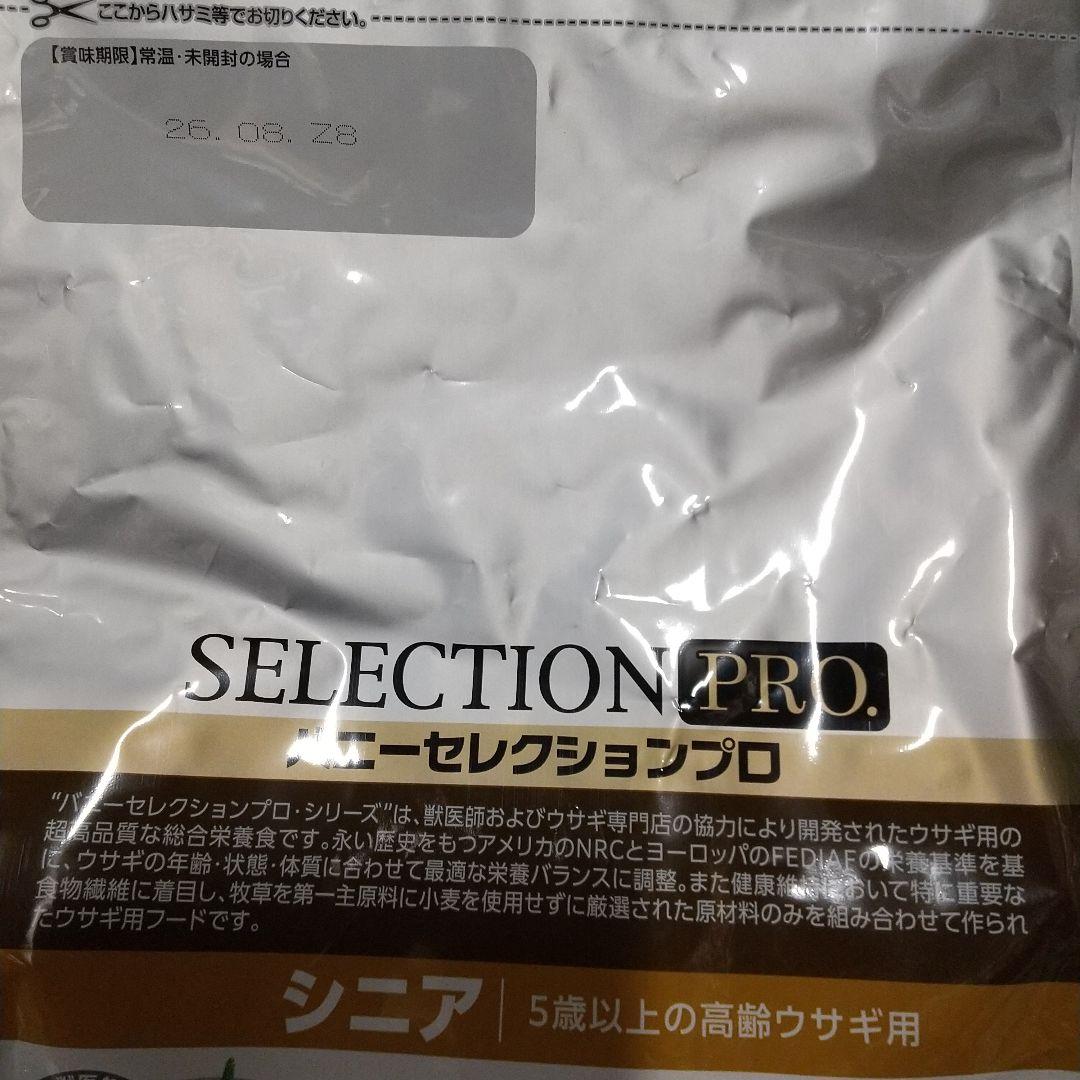 ここからハサミ等でお切りください。
【賞味期限】常温・未開封の場合
26. 08. Z8
SELECTION PRO.
バニーセレクションプロ
“バニーセレクションプロ・シリーズ”は、獣医師およびウサギ専門店の協力により開発されたウサギ用の
超高品質な総合栄養食です。永い歴史をもつアメリカのNRCとヨーロッパのFEDIAFの栄養基準を基
に、ウサギの年齢・状態・体質に合わせて最適な栄養バランスに調整。また健康維持において特に重要な
食物繊維に着目し、牧草を第一主原料に小麦を使用せずに厳選された原材料のみを組み合わせて作られ
たウサギ用フードです。
シニア 5歳以上の高齢ウサギ用